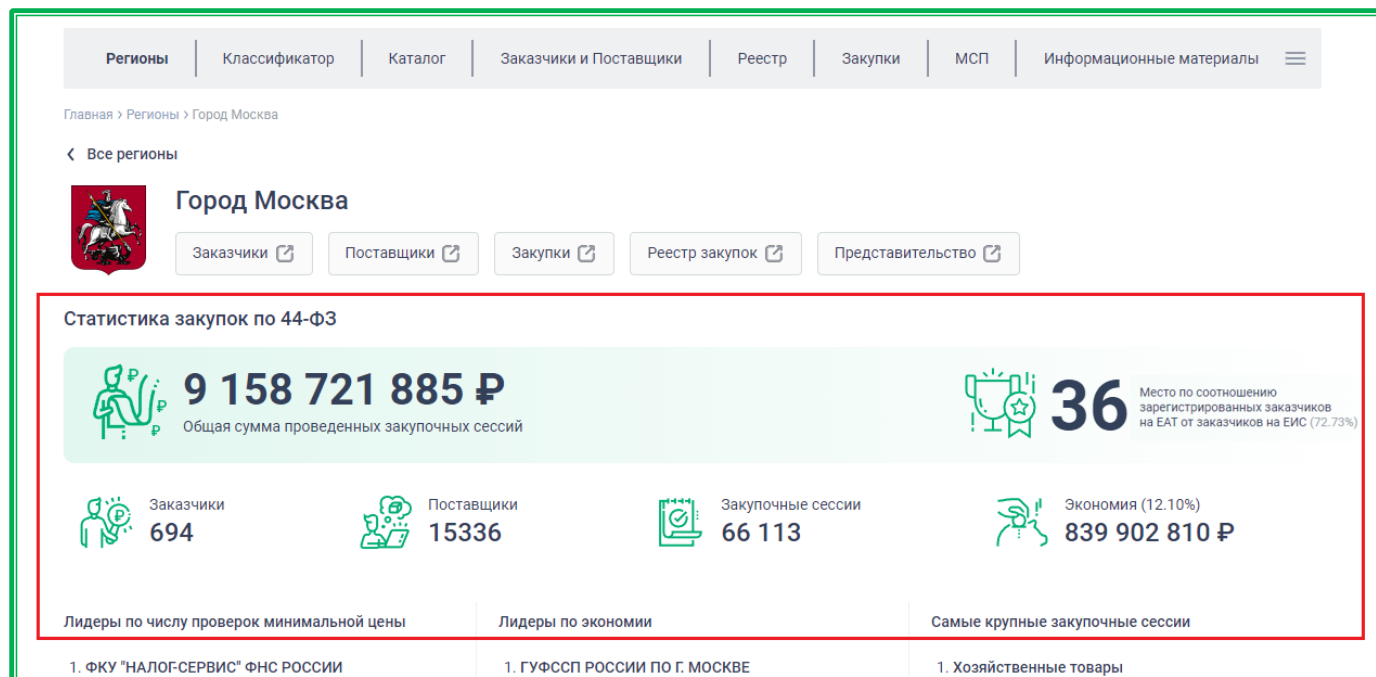 Регионы Классификатор Каталог Заказчики и Поставщики Реестр Закупки МСП Информационные материалы
Главная › Регионы › Город Москва
Все регионы
Город Москва
Заказчики Поставщики Закупки Реестр закупок Представительство
Статистика закупок по 44-ФЗ
9 158 721 885 ₽
Общая сумма проведенных закупочных сессий
36
Место по соотношению
зарегистрированных заказчиков
на ЕАТ от заказчиков на ЕИС (72.73%)
Заказчики
694
Поставщики
15336
Закупочные сессии
66 113
Экономия (12.10%)
839 902 810 ₽
Лидеры по числу проверок минимальной цены
1. ФКУ "НАЛОГ-СЕРВИС" ФНС РОССИИ
Лидеры по экономии
1. ГУФССП РОССИИ ПО Г. МОСКВЕ
Самые крупные закупочные сессии
1. Хозяйственные товары